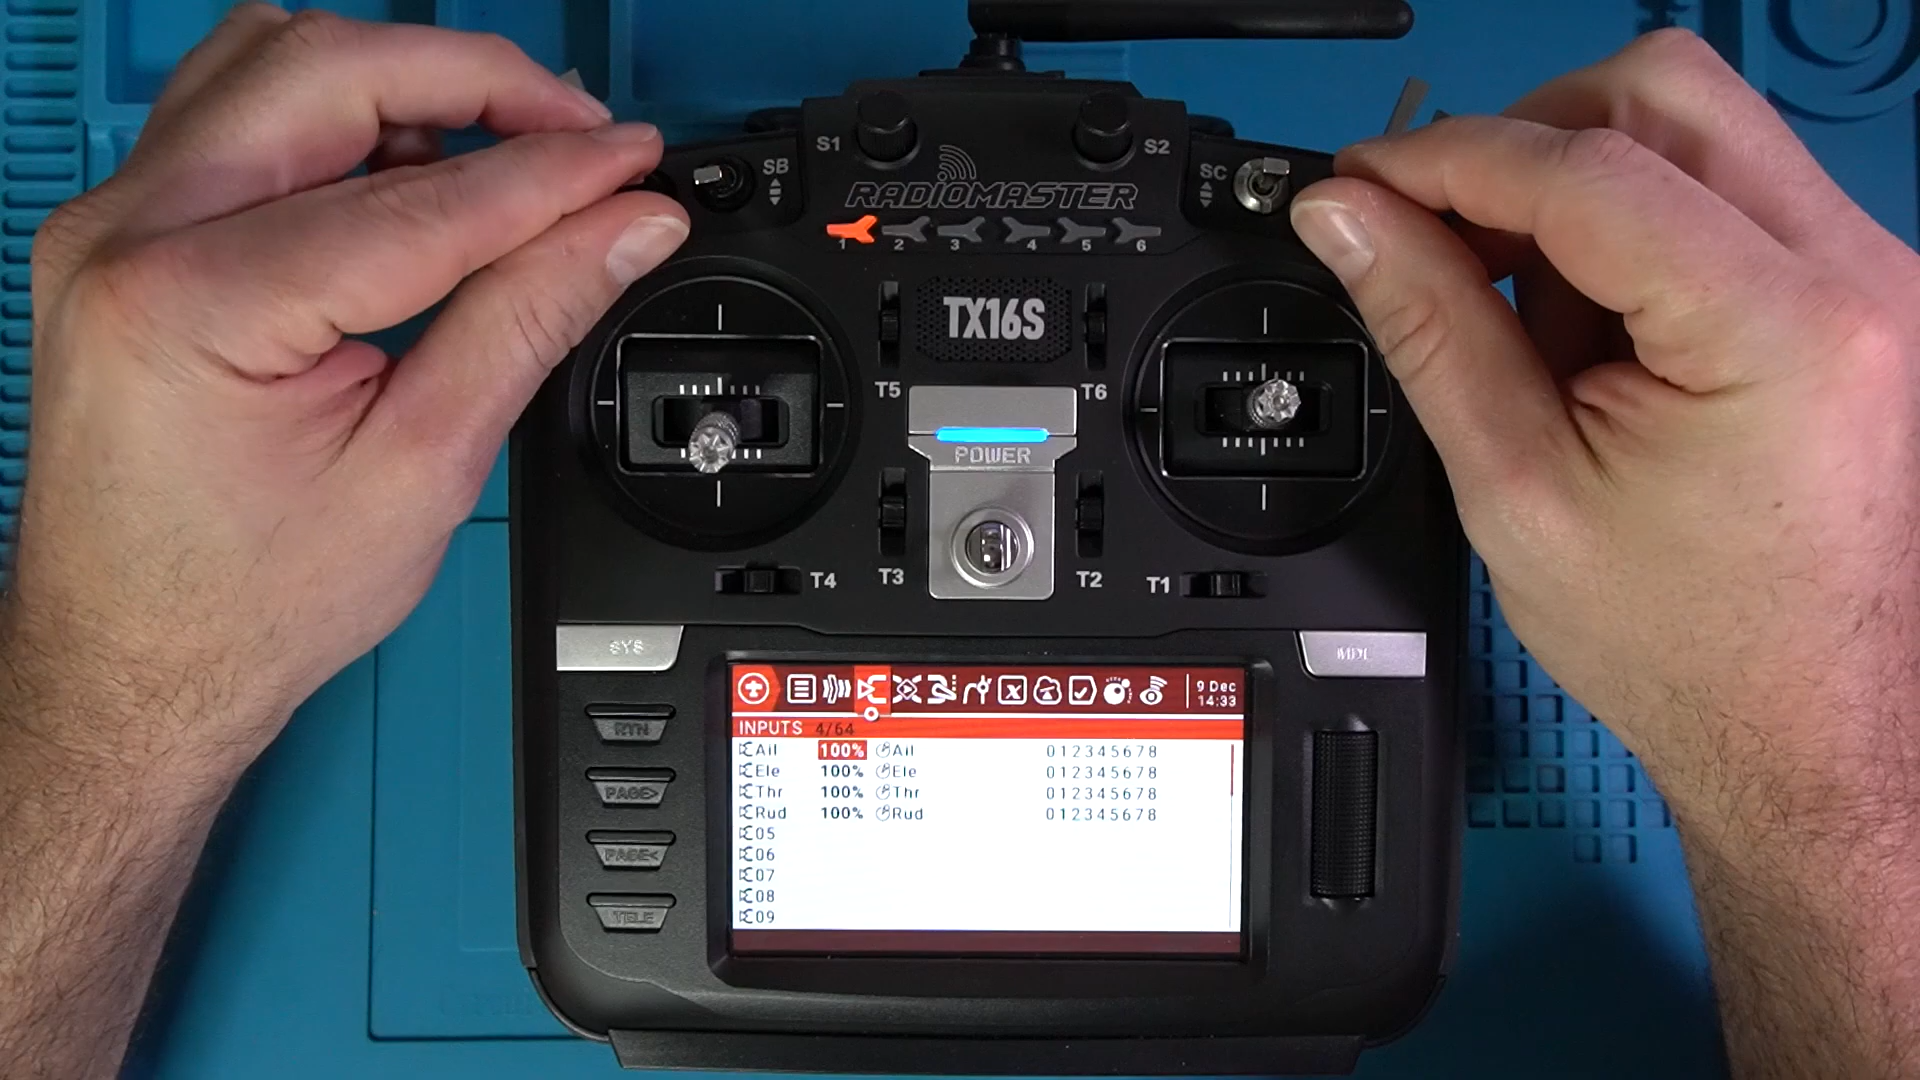 S1
S2
SB
SC
RADIOMASTER
1 2 3 4 5 6
TX16S
T5
T6
POWER
T4
T3
T2
T1
SYS
MDL
9 Dec
14:33
INPUTS 4/64
Ail 100% Ail 012345678
Ele 100% Ele 012345678
Thr 100% Thr 012345678
Rud 100% Rud 012345678
05
06
07
08
09
RTN
PAGE>
PAGE<
TELE